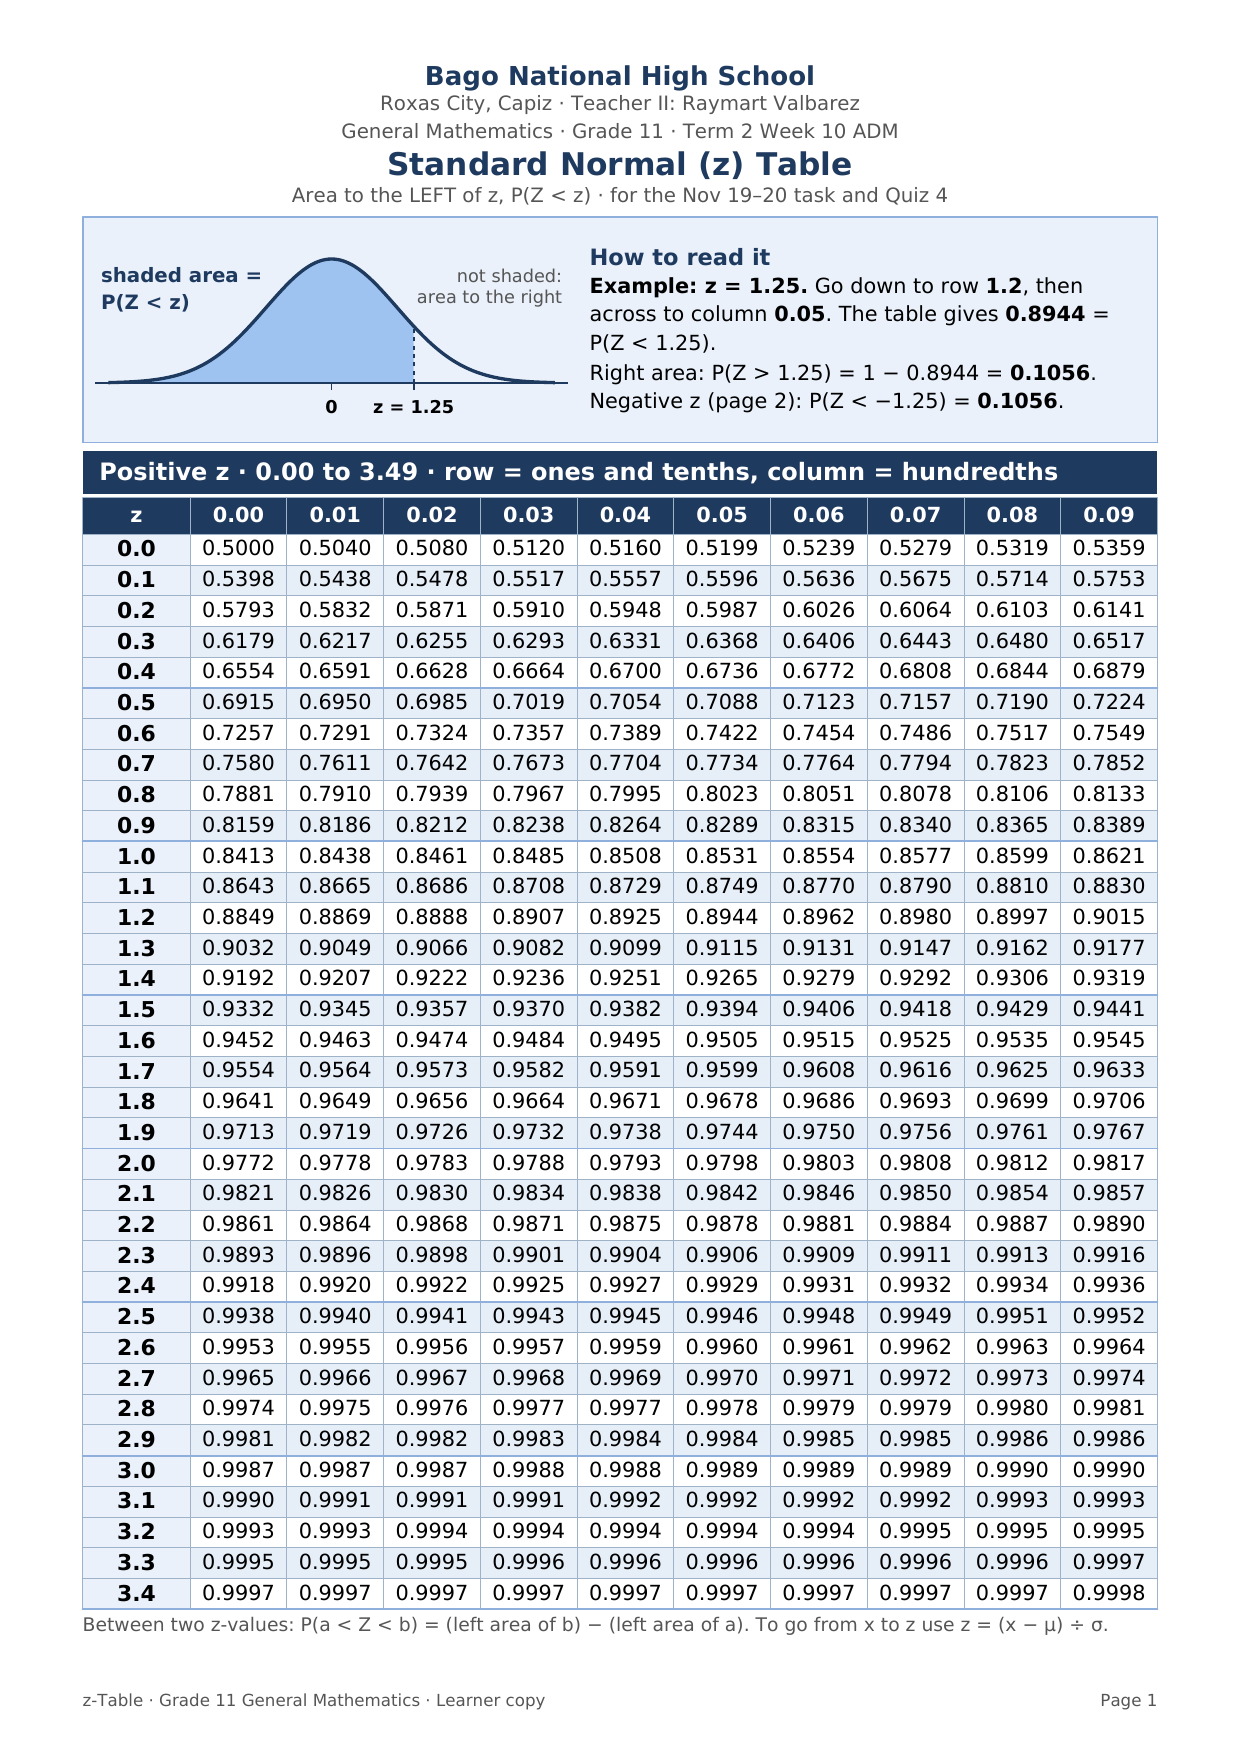 Bago National High School
Roxas City, Capiz · Teacher II: Raymart Valbarez
General Mathematics · Grade 11 · Term 2 Week 10 ADM
Standard Normal (z) Table
Area to the LEFT of z, P(Z < z) · for the Nov 19–20 task and Quiz 4
shaded area =
P(Z < z)
not shaded:
area to the right
0 z = 1.25
How to read it
Example: z = 1.25. Go down to row 1.2, then
across to column 0.05. The table gives 0.8944 =
P(Z < 1.25).
Right area: P(Z > 1.25) = 1 − 0.8944 = 0.1056.
Negative z (page 2): P(Z < −1.25) = 0.1056.
Positive z · 0.00 to 3.49 · row = ones and tenths, column = hundredths
z 0.00 0.01 0.02 0.03 0.04 0.05 0.06 0.07 0.08 0.09
0.0 0.5000 0.5040 0.5080 0.5120 0.5160 0.5199 0.5239 0.5279 0.5319 0.5359
0.1 0.5398 0.5438 0.5478 0.5517 0.5557 0.5596 0.5636 0.5675 0.5714 0.5753
0.2 0.5793 0.5832 0.5871 0.5910 0.5948 0.5987 0.6026 0.6064 0.6103 0.6141
0.3 0.6179 0.6217 0.6255 0.6293 0.6331 0.6368 0.6406 0.6443 0.6480 0.6517
0.4 0.6554 0.6591 0.6628 0.6664 0.6700 0.6736 0.6772 0.6808 0.6844 0.6879
0.5 0.6915 0.6950 0.6985 0.7019 0.7054 0.7088 0.7123 0.7157 0.7190 0.7224
0.6 0.7257 0.7291 0.7324 0.7357 0.7389 0.7422 0.7454 0.7486 0.7517 0.7549
0.7 0.7580 0.7611 0.7642 0.7673 0.7704 0.7734 0.7764 0.7794 0.7823 0.7852
0.8 0.7881 0.7910 0.7939 0.7967 0.7995 0.8023 0.8051 0.8078 0.8106 0.8133
0.9 0.8159 0.8186 0.8212 0.8238 0.8264 0.8289 0.8315 0.8340 0.8365 0.8389
1.0 0.8413 0.8438 0.8461 0.8485 0.8508 0.8531 0.8554 0.8577 0.8599 0.8621
1.1 0.8643 0.8665 0.8686 0.8708 0.8729 0.8749 0.8770 0.8790 0.8810 0.8830
1.2 0.8849 0.8869 0.8888 0.8907 0.8925 0.8944 0.8962 0.8980 0.8997 0.9015
1.3 0.9032 0.9049 0.9066 0.9082 0.9099 0.9115 0.9131 0.9147 0.9162 0.9177
1.4 0.9192 0.9207 0.9222 0.9236 0.9251 0.9265 0.9279 0.9292 0.9306 0.9319
1.5 0.9332 0.9345 0.9357 0.9370 0.9382 0.9394 0.9406 0.9418 0.9429 0.9441
1.6 0.9452 0.9463 0.9474 0.9484 0.9495 0.9505 0.9515 0.9525 0.9535 0.9545
1.7 0.9554 0.9564 0.9573 0.9582 0.9591 0.9599 0.9608 0.9616 0.9625 0.9633
1.8 0.9641 0.9649 0.9656 0.9664 0.9671 0.9678 0.9686 0.9693 0.9699 0.9706
1.9 0.9713 0.9719 0.9726 0.9732 0.9738 0.9744 0.9750 0.9756 0.9761 0.9767
2.0 0.9772 0.9778 0.9783 0.9788 0.9793 0.9798 0.9803 0.9808 0.9812 0.9817
2.1 0.9821 0.9826 0.9830 0.9834 0.9838 0.9842 0.9846 0.9850 0.9854 0.9857
2.2 0.9861 0.9864 0.9868 0.9871 0.9875 0.9878 0.9881 0.9884 0.9887 0.9890
2.3 0.9893 0.9896 0.9898 0.9901 0.9904 0.9906 0.9909 0.9911 0.9913 0.9916
2.4 0.9918 0.9920 0.9922 0.9925 0.9927 0.9929 0.9931 0.9932 0.9934 0.9936
2.5 0.9938 0.9940 0.9941 0.9943 0.9945 0.9946 0.9948 0.9949 0.9951 0.9952
2.6 0.9953 0.9955 0.9956 0.9957 0.9959 0.9960 0.9961 0.9962 0.9963 0.9964
2.7 0.9965 0.9966 0.9967 0.9968 0.9969 0.9970 0.9971 0.9972 0.9973 0.9974
2.8 0.9974 0.9975 0.9976 0.9977 0.9977 0.9978 0.9979 0.9979 0.9980 0.9981
2.9 0.9981 0.9982 0.9982 0.9983 0.9984 0.9984 0.9985 0.9985 0.9986 0.9986
3.0 0.9987 0.9987 0.9987 0.9988 0.9988 0.9989 0.9989 0.9989 0.9990 0.9990
3.1 0.9990 0.9991 0.9991 0.9991 0.9992 0.9992 0.9992 0.9992 0.9993 0.9993
3.2 0.9993 0.9993 0.9994 0.9994 0.9994 0.9994 0.9994 0.9995 0.9995 0.9995
3.3 0.9995 0.9995 0.9995 0.9996 0.9996 0.9996 0.9996 0.9996 0.9996 0.9997
3.4 0.9997 0.9997 0.9997 0.9997 0.9997 0.9997 0.9997 0.9997 0.9997 0.9998
Between two z-values: P(a < Z < b) = (left area of b) − (left area of a). To go from x to z use z = (x − μ) ÷ σ.
z-Table · Grade 11 General Mathematics · Learner copy Page 1